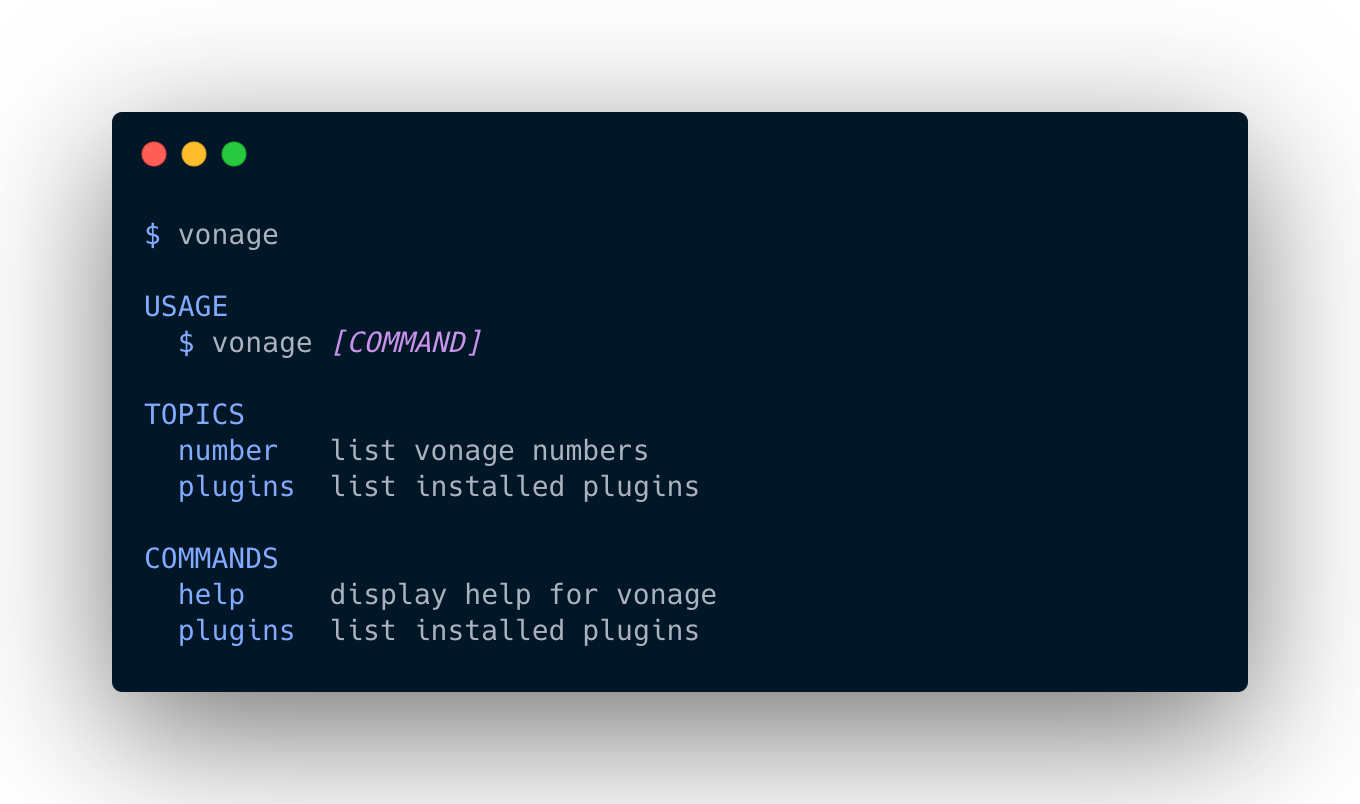 $ vonage
USAGE
$ vonage [COMMAND]
TOPICS
number list vonage numbers
plugins list installed plugins
COMMANDS
help display help for vonage
plugins list installed plugins